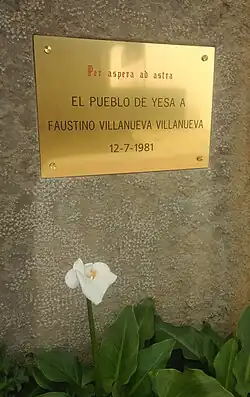 Per aspera ad astra
EL PUEBLO DE YESA A
FAUSTINO VILLANUEVA VILLANUEVA
12-7-1981